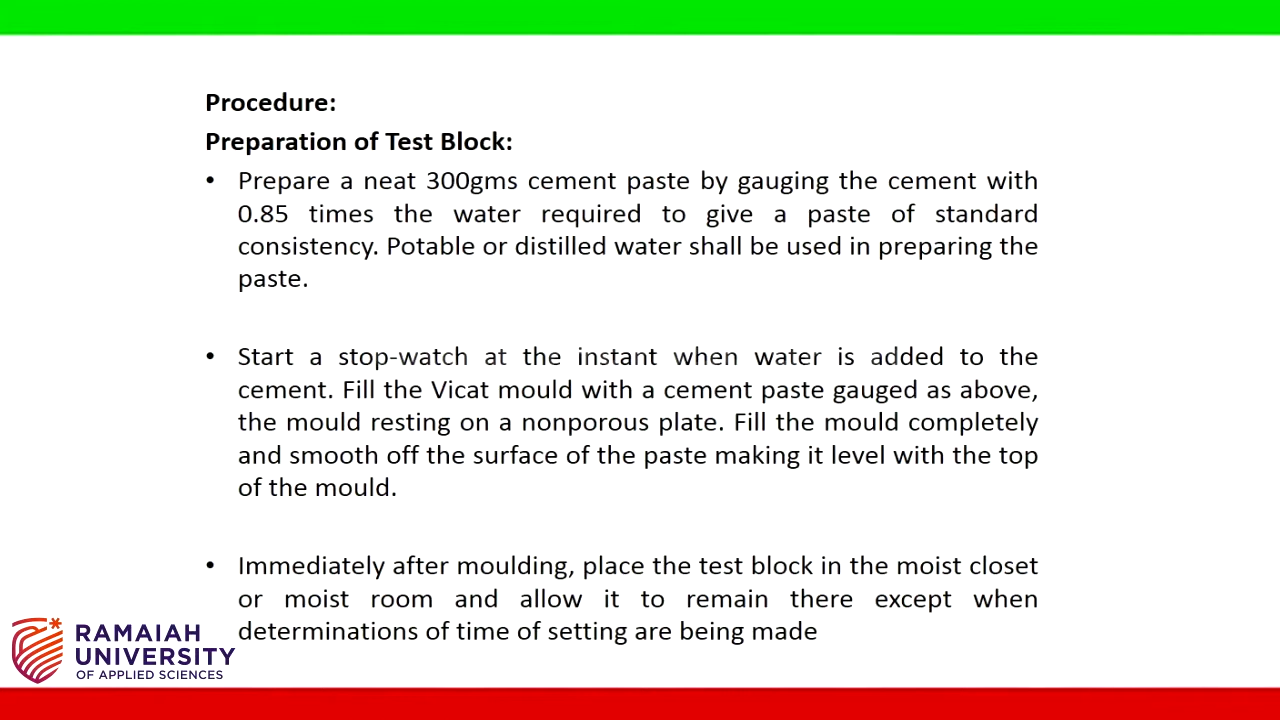 Procedure:
Preparation of Test Block:
• Prepare a neat 300gms cement paste by gauging the cement with
0.85 times the water required to give a paste of standard
consistency. Potable or distilled water shall be used in preparing the
paste.
• Start a stop-watch at the instant when water is added to the
cement. Fill the Vicat mould with a cement paste gauged as above,
the mould resting on a nonporous plate. Fill the mould completely
and smooth off the surface of the paste making it level with the top
of the mould.
• Immediately after moulding, place the test block in the moist closet
or moist room and allow it to remain there except when
determinations of time of setting are being made
RAMAIAH
UNIVERSITY
OF APPLIED SCIENCES